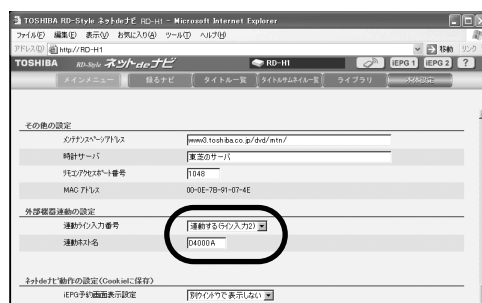 TOSHIBA RD-Style ネットdeナビ RD-H1 - Microsoft Internet Explorer
ファイル(F) 編集(E) 表示(V) お気に入り(A) ツール(T) ヘルプ(H)
アドレス(D) http://RD-H1 移動 リンク
TOSHIBA RD-Style ネットdeナビ RD-H1 iEPG 1 iEPG 2 ?
メインメニュー 録るナビ タイトル一覧 タイトルサムネイル一覧 ライブラリ 本体設定
その他の設定
メンテナンスページアドレス www3.toshiba.co.jp/dvd/mtn/
時計サーバ 東芝のサーバ
リモコンアクセスポート番号 1048
MAC アドレス 00-0E-7B-91-07-4E
外部機器連動の設定
連動ライン入力番号 連動する(ライン入力2)
連動ホスト名 D4000A
ネットdeナビ動作の設定(Cookieに保存)
iEPG予約画面表示設定 別ウィンドウで表示しない